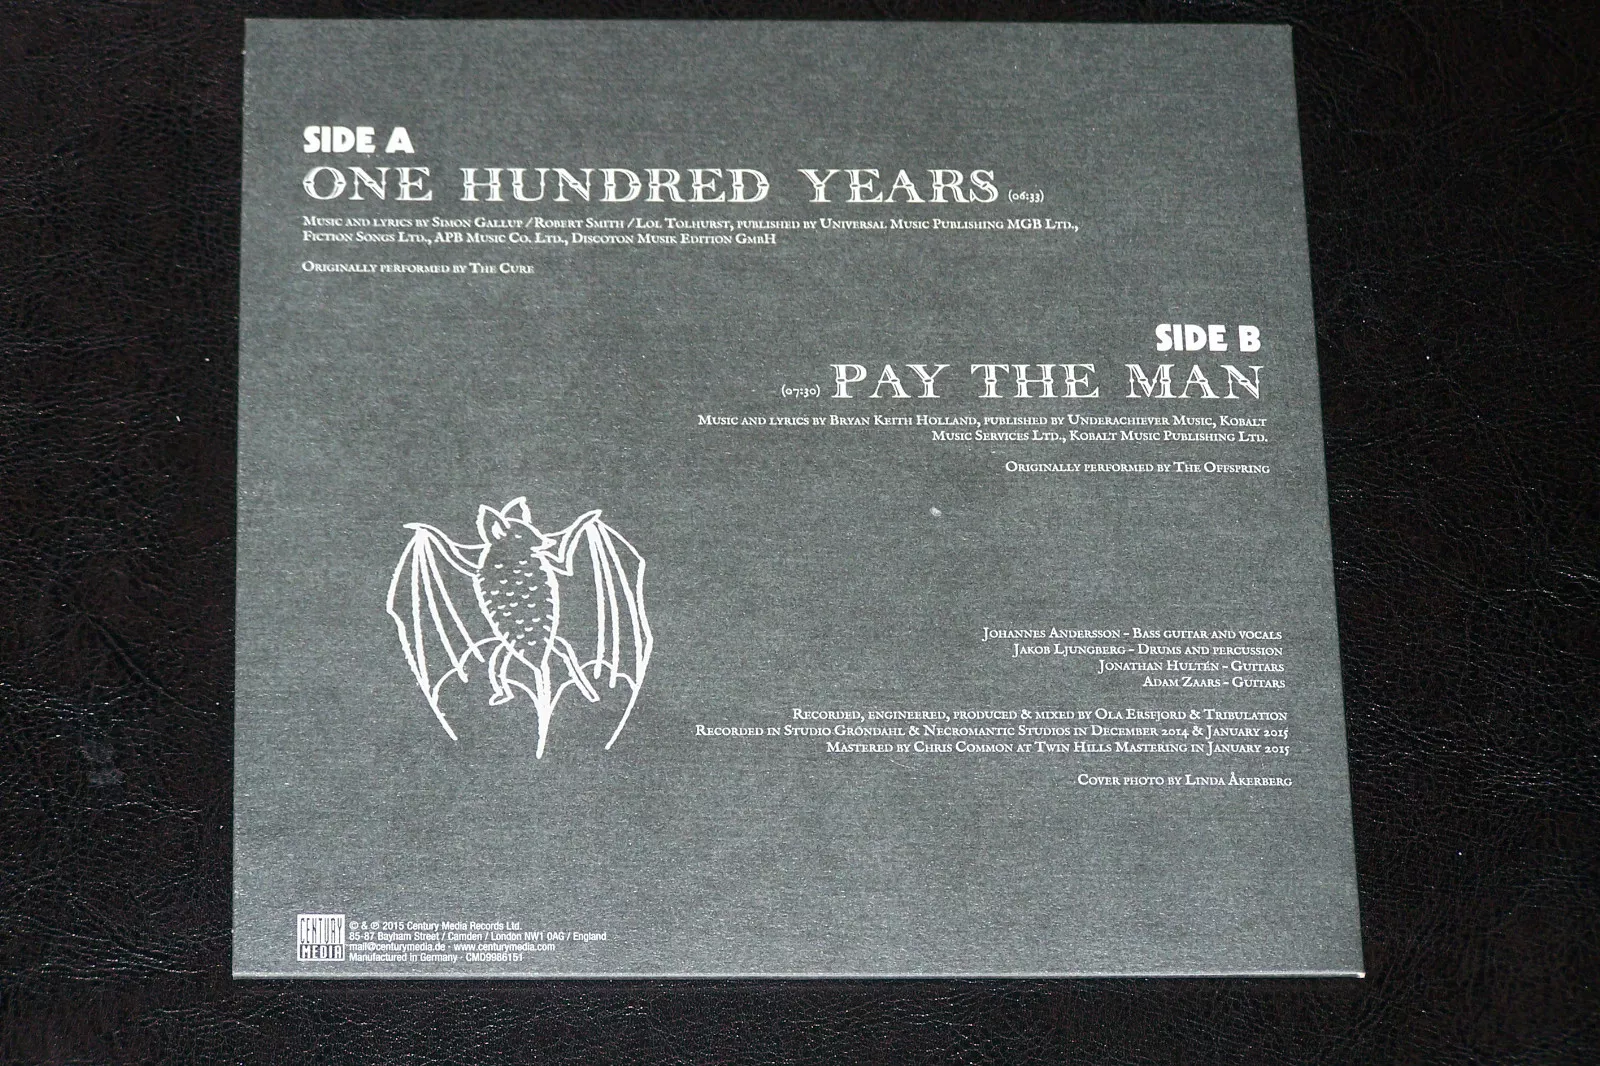 SIDE A
ONE HUNDRED YEARS (06:33)
Music and lyrics by Simon Gallup / Robert Smith / Lol Tolhurst, published by Universal Music Publishing MGB Ltd.,
Fiction Songs Ltd., APB Music Co. Ltd., Discoton Musik Edition GmbH
Originally performed by The Cure
SIDE B
(07:30) PAY THE MAN
Music and lyrics by Bryan Keith Holland, published by Underachiever Music, Kobalt
Music Services Ltd., Kobalt Music Publishing Ltd.
Originally performed by The Offspring
Johannes Andersson – Bass guitar and vocals
Jakob Ljungberg – Drums and percussion
Jonathan Hultén – Guitars
Adam Zaars – Guitars
Recorded, engineered, produced & mixed by Ola Ersfjord & Tribulation
Recorded in Studio Gröndahl & Necromantic Studios in December 2014 & January 2015
Mastered by Chris Common at Twin Hills Mastering in January 2015
Cover photo by Linda Åkerberg
CENTURY
MEDIA
© & ℗ 2015 Century Media Records Ltd.
85-87 Bayham Street / Camden / London NW1 0AG / England
mail@centurymedia.de · www.centurymedia.com
Manufactured in Germany · CMD9986151